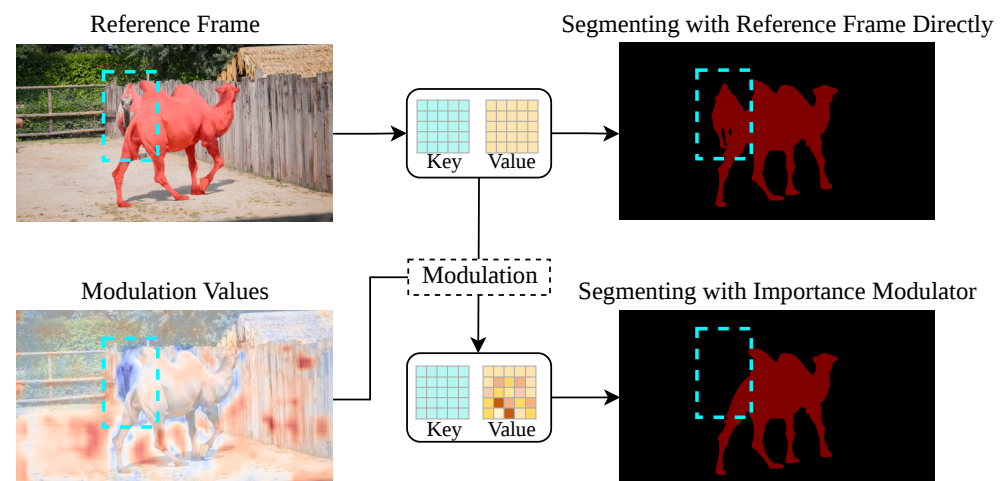 Reference Frame
Segmenting with Reference Frame Directly
Key Value
Modulation
Modulation Values
Segmenting with Importance Modulator
Key Value